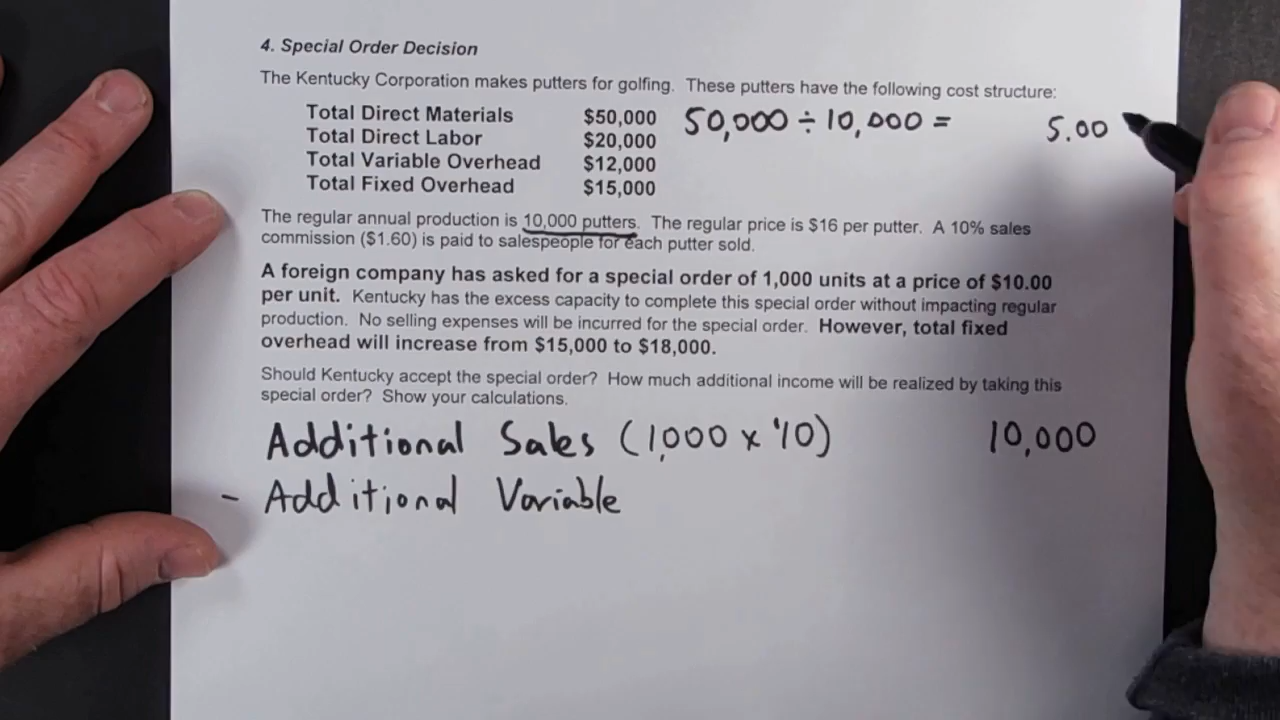 4. Special Order Decision
The Kentucky Corporation makes putters for golfing. These putters have the following cost structure:
Total Direct Materials $50,000 50,000 ÷ 10,000 = 5.00
Total Direct Labor $20,000
Total Variable Overhead $12,000
Total Fixed Overhead $15,000
The regular annual production is 10,000 putters. The regular price is $16 per putter. A 10% sales
commission ($1.60) is paid to salespeople for each putter sold.
A foreign company has asked for a special order of 1,000 units at a price of $10.00
per unit. Kentucky has the excess capacity to complete this special order without impacting regular
production. No selling expenses will be incurred for the special order. However, total fixed
overhead will increase from $15,000 to $18,000.
Should Kentucky accept the special order? How much additional income will be realized by taking this
special order? Show your calculations.
Additional Sales (1,000 x '10) 10,000
- Additional Variable